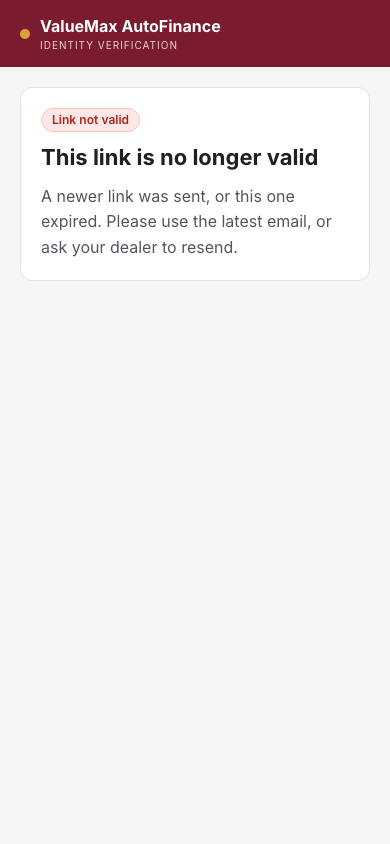 ValueMax AutoFinance
IDENTITY VERIFICATION
Link not valid
This link is no longer valid
A newer link was sent, or this one
expired. Please use the latest email, or
ask your dealer to resend.